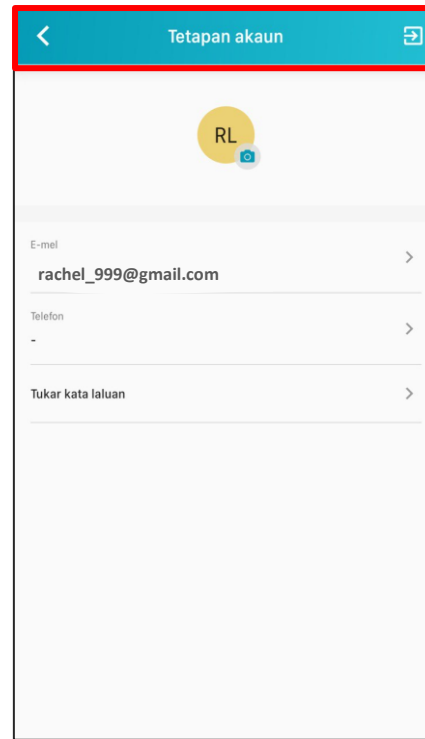 Tetapan akaun
RL
E-mel
rachel_999@gmail.com
Telefon
-
Tukar kata laluan